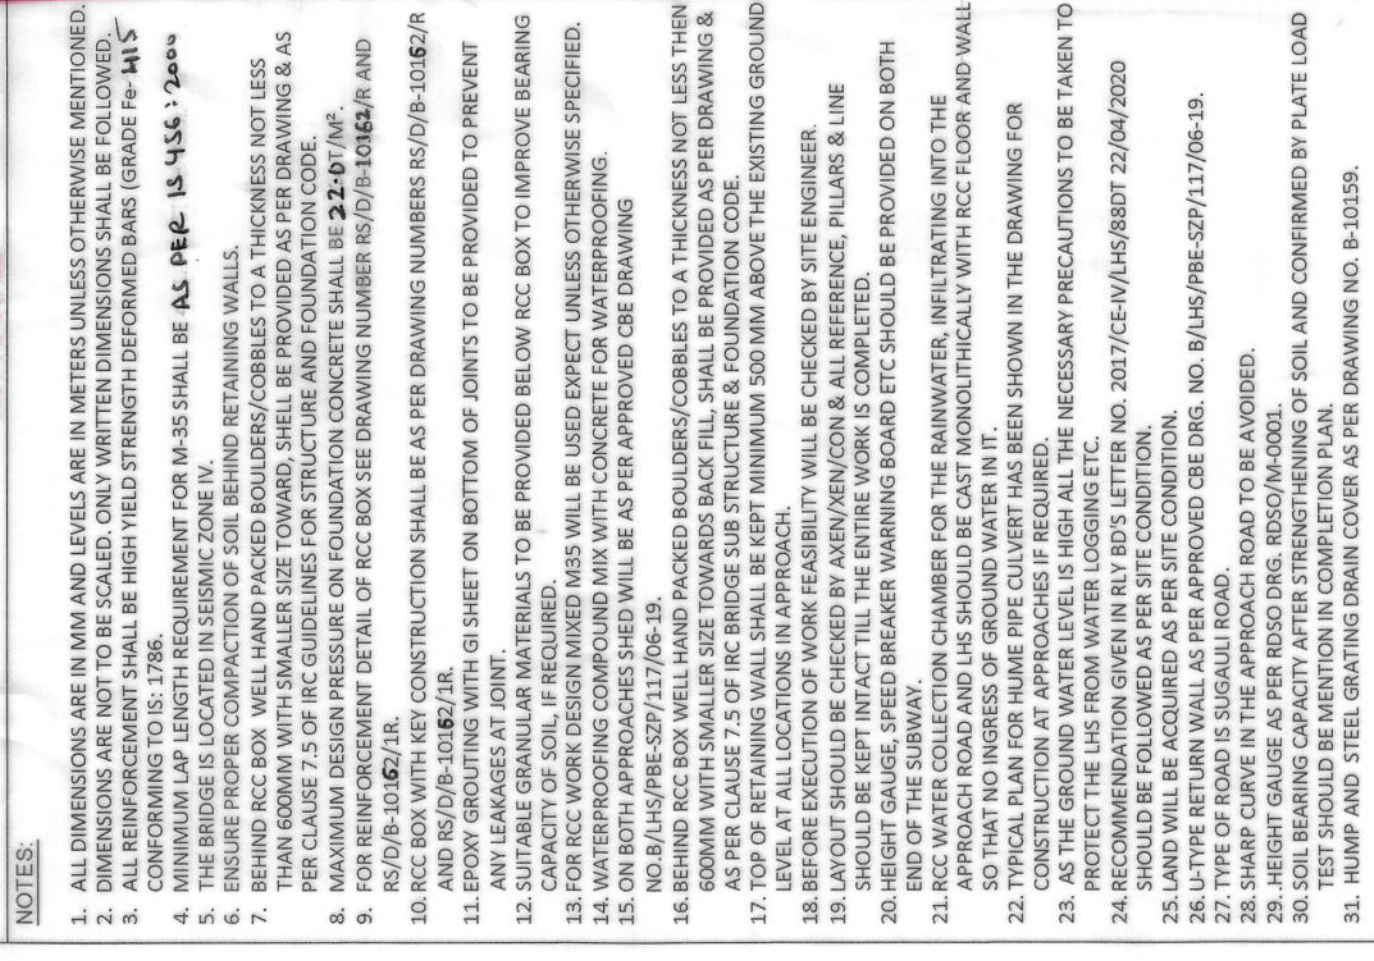 NOTES:
1. ALL DIMENSIONS ARE IN MM AND LEVELS ARE IN METERS UNLESS OTHERWISE MENTIONED.
2. DIMENSIONS ARE NOT TO BE SCALED. ONLY WRITTEN DIMENSIONS SHALL BE FOLLOWED.
3. ALL REINFORCEMENT SHALL BE HIGH YIELD STRENGTH DEFORMED BARS (GRADE Fe-415
CONFORMING TO IS: 1786.
4. MINIMUM LAP LENGTH REQUIREMENT FOR M-35 SHALL BE AS PER IS 456:2000
5. THE BRIDGE IS LOCATED IN SEISMIC ZONE IV.
6. ENSURE PROPER COMPACTION OF SOIL BEHIND RETAINING WALLS.
7. BEHIND RCC BOX WELL HAND PACKED BOULDERS/COBBLES TO A THICKNESS NOT LESS
THAN 600MM WITH SMALLER SIZE TOWARD, SHELL BE PROVIDED AS PER DRAWING & AS
PER CLAUSE 7.5 OF IRC GUIDELINES FOR STRUCTURE AND FOUNDATION CODE.
8. MAXIMUM DESIGN PRESSURE ON FOUNDATION CONCRETE SHALL BE 22.0T/M².
9. FOR REINFORCEMENT DETAIL OF RCC BOX SEE DRAWING NUMBER RS/D/B-10162/R AND
RS/D/B-10162/1R.
10. RCC BOX WITH KEY CONSTRUCTION SHALL BE AS PER DRAWING NUMBERS RS/D/B-10162/R
AND RS/D/B-10162/1R.
11. EPOXY GROUTING WITH GI SHEET ON BOTTOM OF JOINTS TO BE PROVIDED TO PREVENT
ANY LEAKAGES AT JOINT.
12. SUITABLE GRANULAR MATERIALS TO BE PROVIDED BELOW RCC BOX TO IMPROVE BEARING
CAPACITY OF SOIL, IF REQUIRED.
13. FOR RCC WORK DESIGN MIXED M35 WILL BE USED EXPECT UNLESS OTHERWISE SPECIFIED.
14. WATERPROOFING COMPOUND MIX WITH CONCRETE FOR WATERPROOFING.
15. ON BOTH APPROACHES SHED WILL BE AS PER APPROVED CBE DRAWING
NO.B/LHS/PBE-SZP/117/06-19.
16. BEHIND RCC BOX WELL HAND PACKED BOULDERS/COBBLES TO A THICKNESS NOT LESS THEN
600MM WITH SMALLER SIZE TOWARDS BACK FILL, SHALL BE PROVIDED AS PER DRAWING &
AS PER CLAUSE 7.5 OF IRC BRIDGE SUB STRUCTURE & FOUNDATION CODE.
17. TOP OF RETAINING WALL SHALL BE KEPT MINIMUM 500 MM ABOVE THE EXISTING GROUND
LEVEL AT ALL LOCATIONS IN APPROACH.
18. BEFORE EXECUTION OF WORK FEASIBILITY WILL BE CHECKED BY SITE ENGINEER.
19. LAYOUT SHOULD BE CHECKED BY AXEN/XEN/CON & ALL REFERENCE, PILLARS & LINE
SHOULD BE KEPT INTACT TILL THE ENTIRE WORK IS COMPLETED.
20. HEIGHT GAUGE, SPEED BREAKER WARNING BOARD ETC SHOULD BE PROVIDED ON BOTH
END OF THE SUBWAY.
21. RCC WATER COLLECTION CHAMBER FOR THE RAINWATER, INFILTRATING INTO THE
APPROACH ROAD AND LHS SHOULD BE CAST MONOLITHICALLY WITH RCC FLOOR AND WALL
SO THAT NO INGRESS OF GROUND WATER IN IT.
22. TYPICAL PLAN FOR HUME PIPE CULVERT HAS BEEN SHOWN IN THE DRAWING FOR
CONSTRUCTION AT APPROACHES IF REQUIRED.
23. AS THE GROUND WATER LEVEL IS HIGH ALL THE NECESSARY PRECAUTIONS TO BE TAKEN TO
PROTECT THE LHS FROM WATER LOGGING ETC.
24. RECOMMENDATION GIVEN IN RLY BD'S LETTER NO. 2017/CE-IV/LHS/88DT 22/04/2020
SHOULD BE FOLLOWED AS PER SITE CONDITION.
25. LAND WILL BE ACQUIRED AS PER SITE CONDITION.
26. U-TYPE RETURN WALL AS PER APPROVED CBE DRG. NO. B/LHS/PBE-SZP/117/06-19.
27. TYPE OF ROAD IS SUGAULI ROAD.
28. SHARP CURVE IN THE APPROACH ROAD TO BE AVOIDED.
29. .HEIGHT GAUGE AS PER RDSO DRG. RDSO/M-0001.
30. SOIL BEARING CAPACITY AFTER STRENGTHENING OF SOIL AND CONFIRMED BY PLATE LOAD
TEST SHOULD BE MENTION IN COMPLETION PLAN.
31. HUMP AND STEEL GRATING DRAIN COVER AS PER DRAWING NO. B-10159.